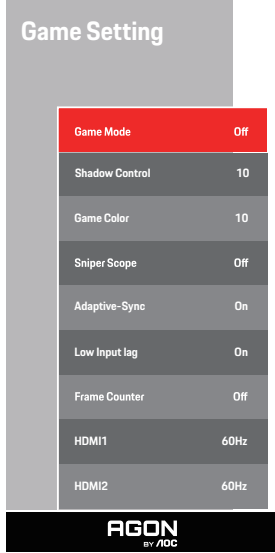 Game Setting
Game Mode Off
Shadow Control 10
Game Color 10
Sniper Scope Off
Adaptive-Sync On
Low Input lag On
Frame Counter Off
HDMI1 60Hz
HDMI2 60Hz
AGON
BY AOC